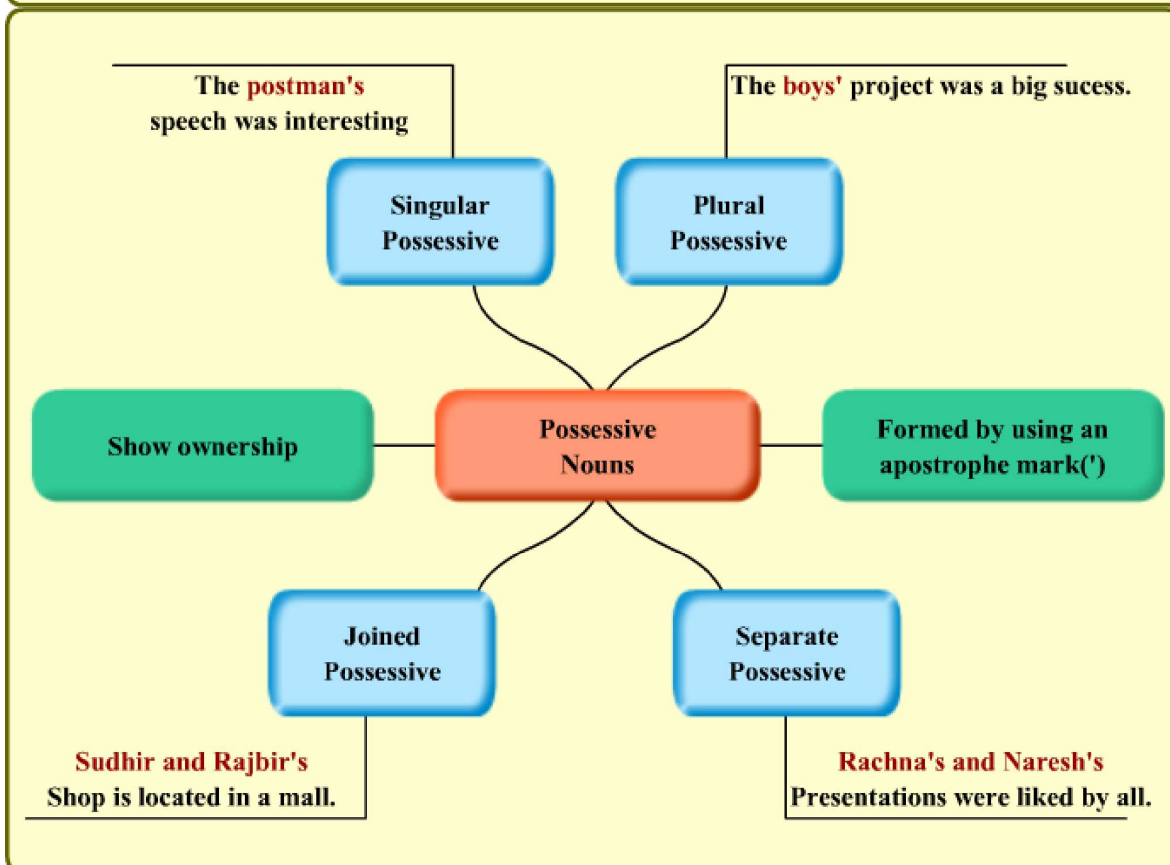 The postman's
speech was interesting
The boys' project was a big sucess.
Singular
Possessive
Plural
Possessive
Show ownership
Possessive
Nouns
Formed by using an
apostrophe mark(')
Joined
Possessive
Separate
Possessive
Sudhir and Rajbir's
Shop is located in a mall.
Rachna's and Naresh's
Presentations were liked by all.